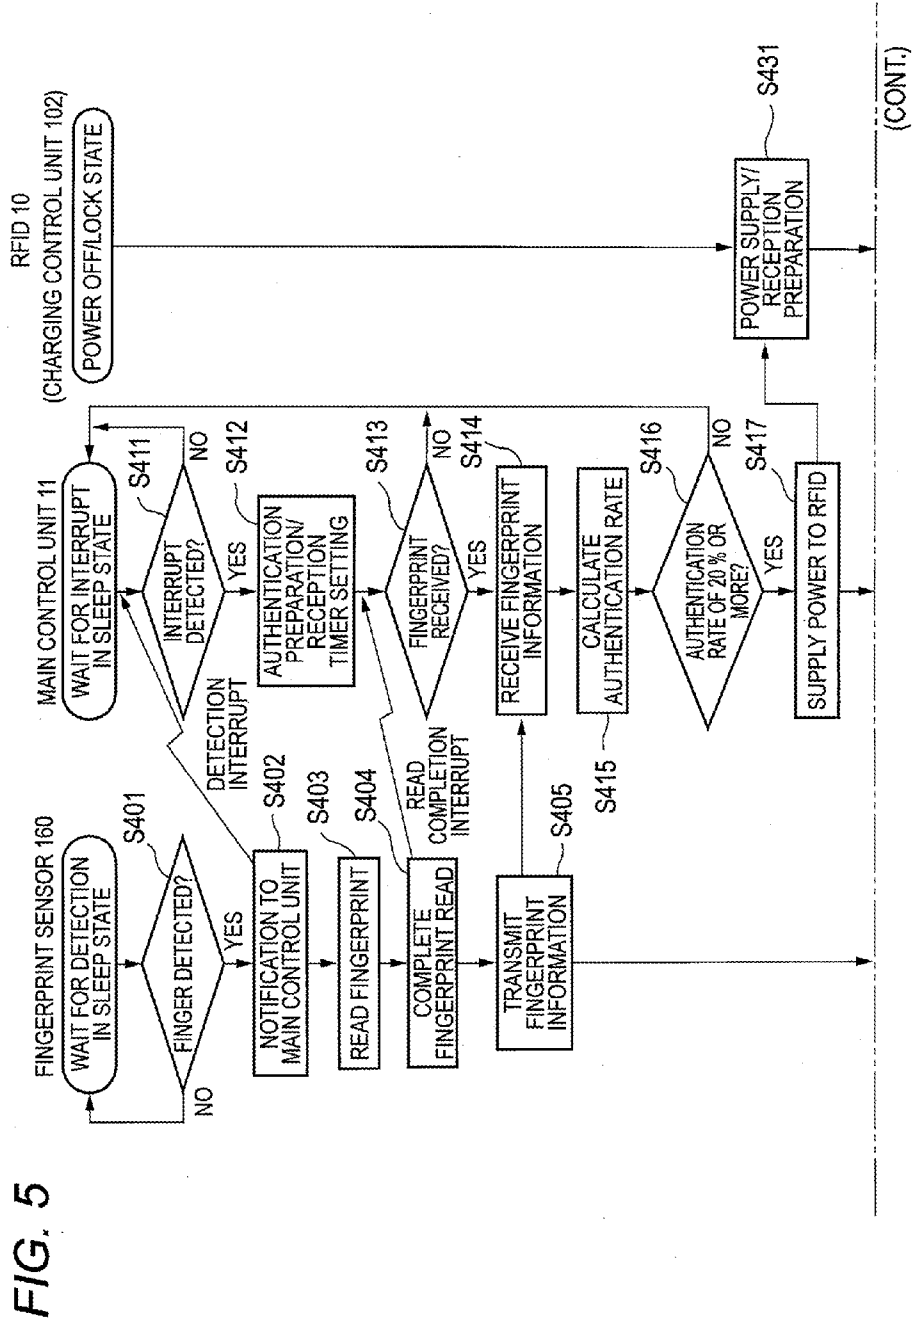 FIG. 5
FINGERPRINT SENSOR 160
WAIT FOR DETECTION
IN SLEEP STATE
FINGER DETECTED?
S401
NO
YES
NOTIFICATION TO
MAIN CONTROL UNIT
S402
DETECTION
INTERRUPT
READ FINGERPRINT
S403
COMPLETE
FINGERPRINT READ
S404
READ
COMPLETION
INTERRUPT
TRANSMIT
FINGERPRINT
INFORMATION
S405
MAIN CONTROL UNIT 11
WAIT FOR INTERRUPT
IN SLEEP STATE
INTERRUPT
DETECTED?
S411
NO
YES
AUTHENTICATION
PREPARATION/
RECEPTION
TIMER SETTING
S412
FINGERPRINT
RECEIVED?
S413
NO
YES
RECEIVE FINGERPRINT
INFORMATION
S414
CALCULATE
AUTHENTICATION RATE
S415
AUTHENTICATION
RATE OF 20 % OR
MORE?
S416
NO
YES
SUPPLY POWER TO RFID
S417
RFID 10
(CHARGING CONTROL UNIT 102)
POWER OFF/LOCK STATE
POWER SUPPLY/
RECEPTION
PREPARATION
S431
(CONT.)